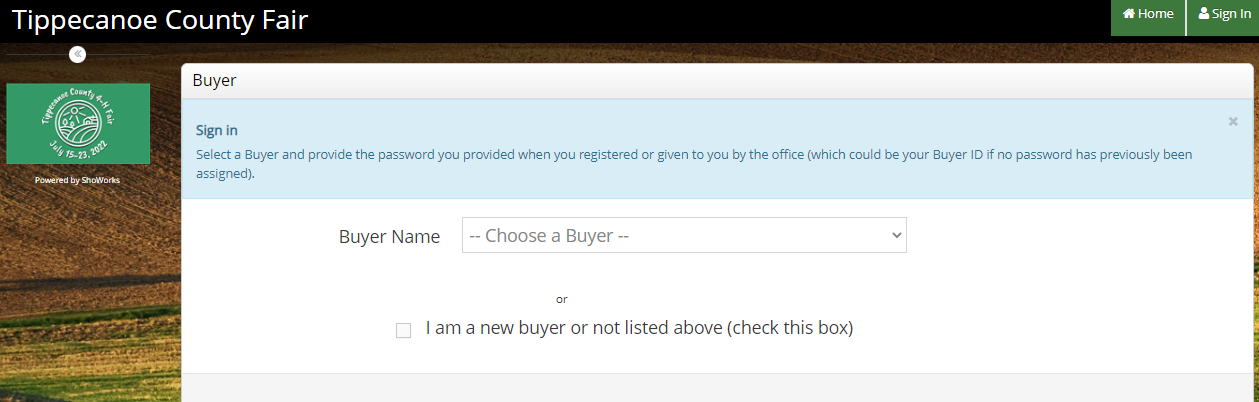 Tippecanoe County Fair
Home
Sign In
«
Tippecanoe County 4-H Fair
July 15-23, 2022
Powered by ShoWorks
Buyer
×
Sign in
Select a Buyer and provide the password you provided when you registered or given to you by the office (which could be your Buyer ID if no password has previously been
assigned).
Buyer Name
-- Choose a Buyer --
or
I am a new buyer or not listed above (check this box)